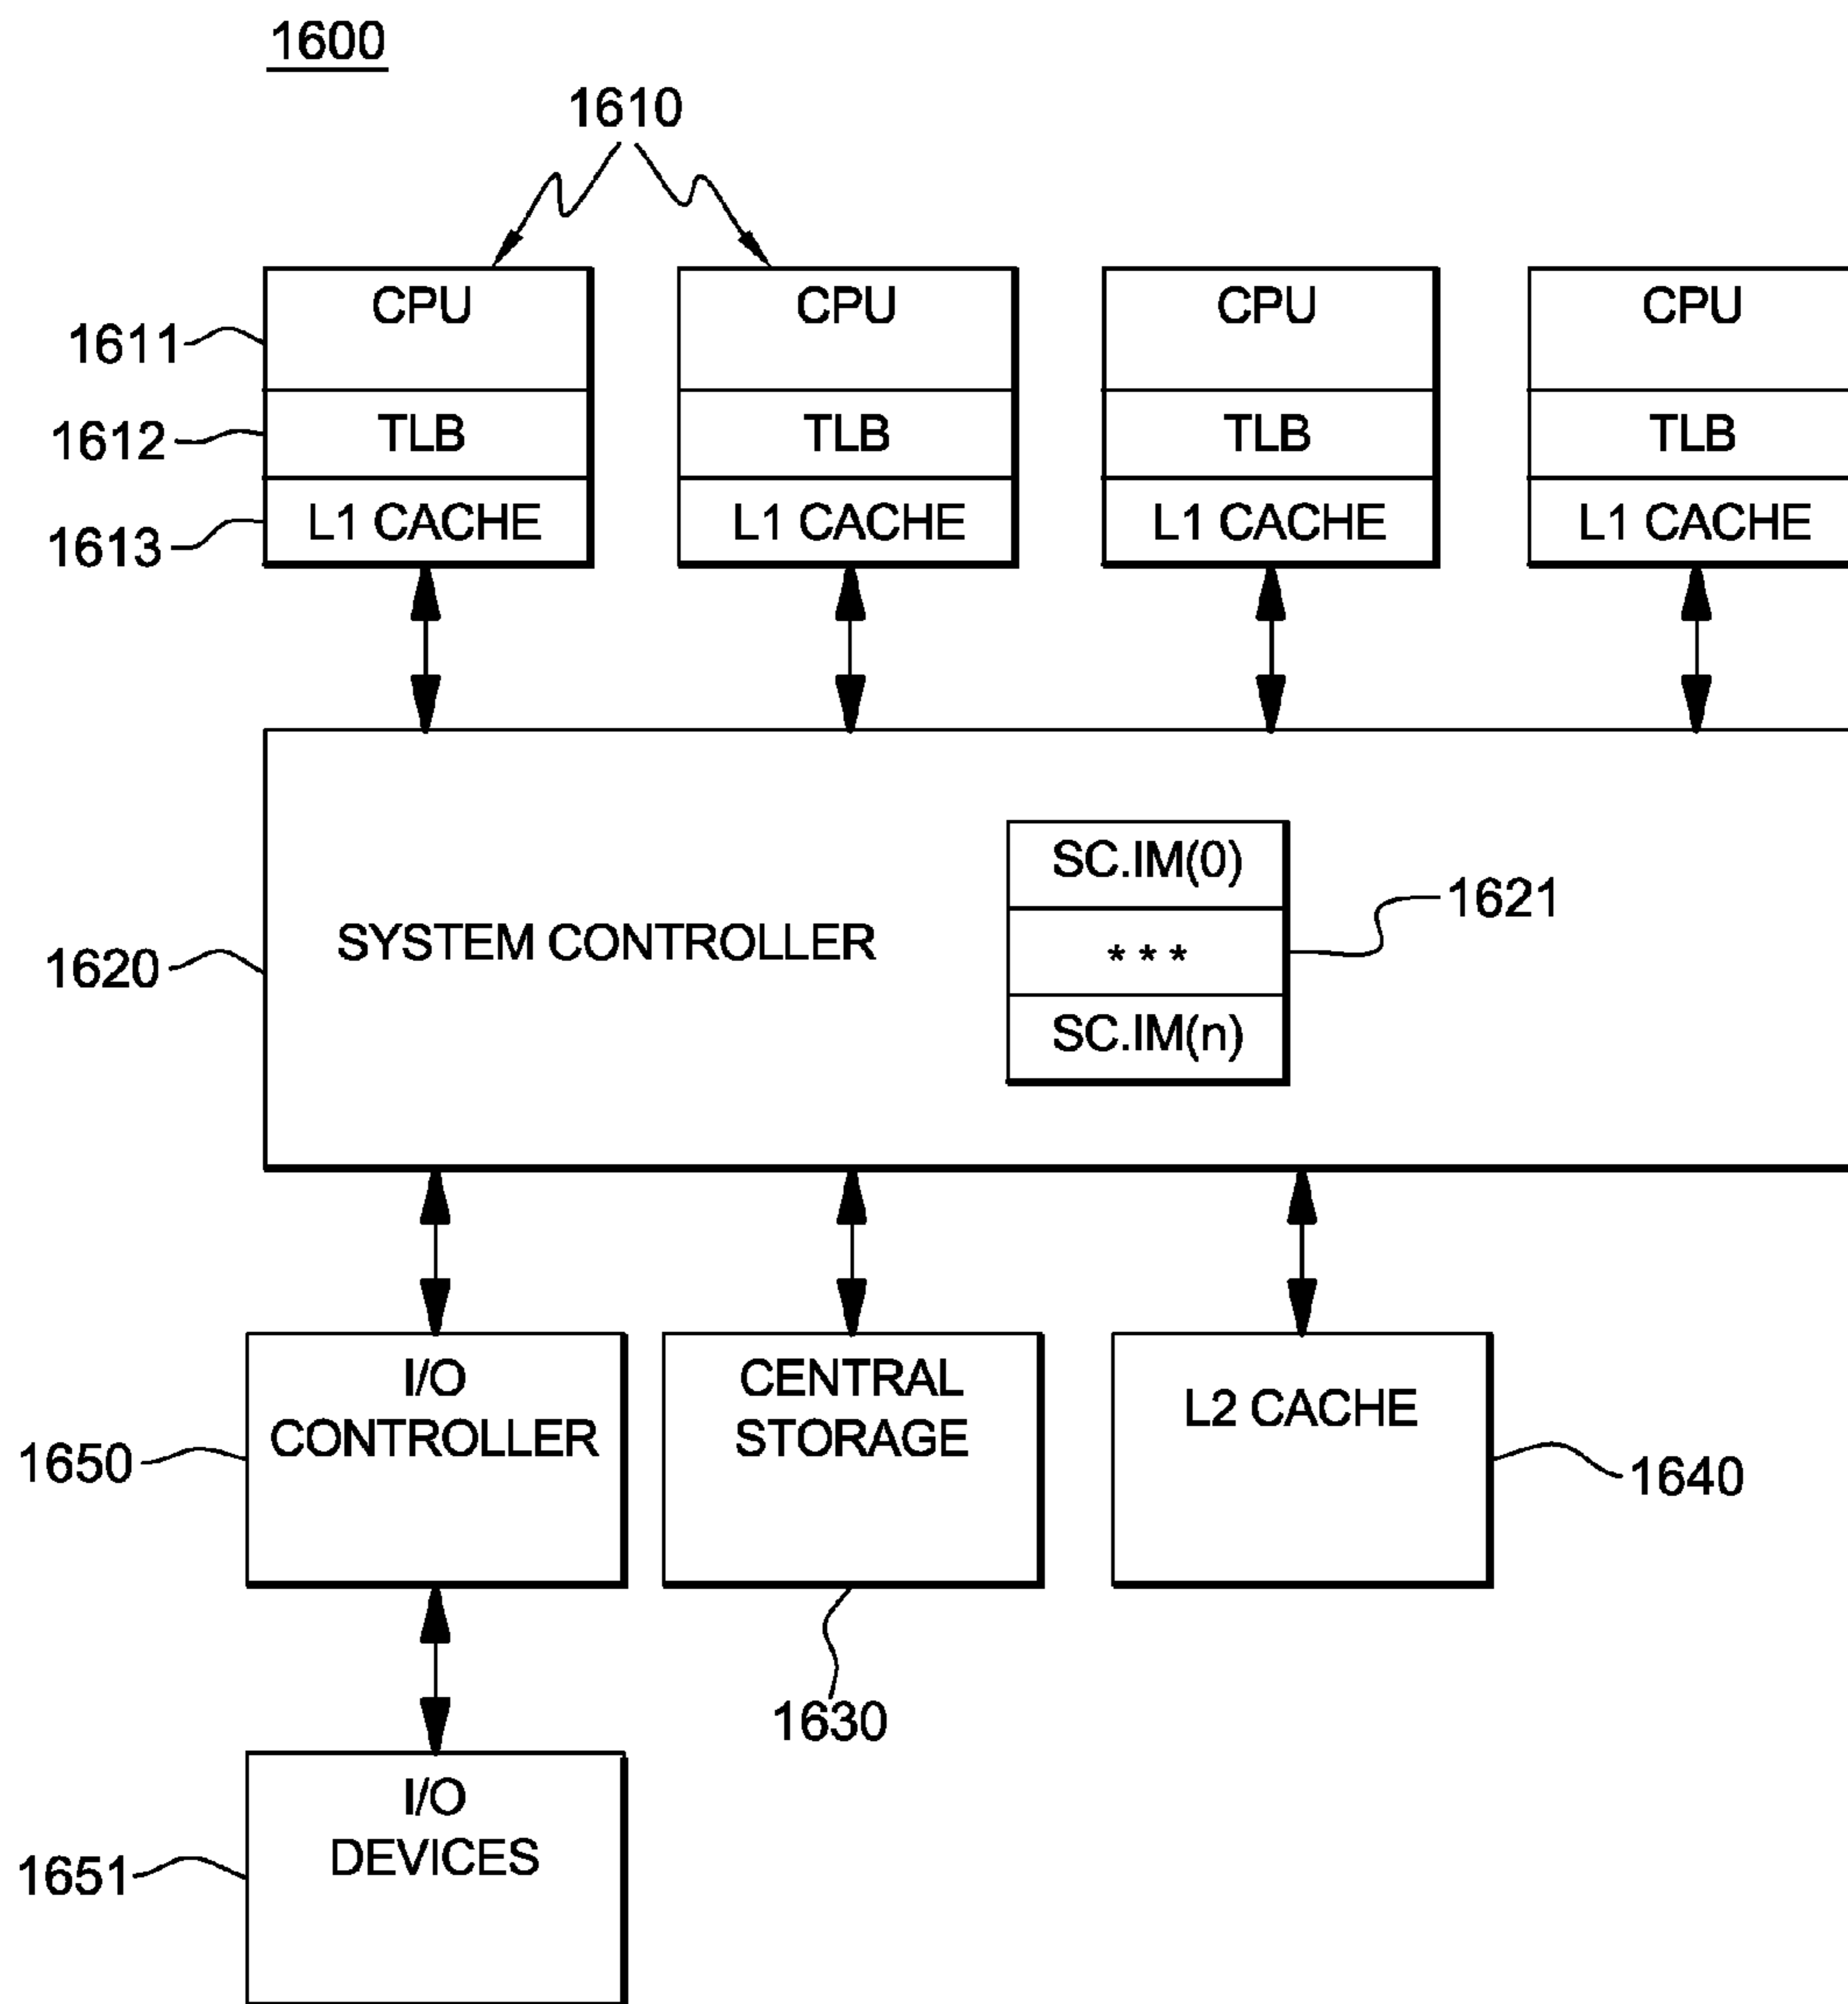 1600
1610
CPU CPU CPU CPU
1611
TLB TLB TLB TLB
1612
L1 CACHE L1 CACHE L1 CACHE L1 CACHE
1613
SC.IM(0)
1621
SYSTEM CONTROLLER
* * *
1620
SC.IM(n)
I/O
CONTROLLER
1650
CENTRAL
STORAGE
L2 CACHE
1640
1630
I/O
DEVICES
1651